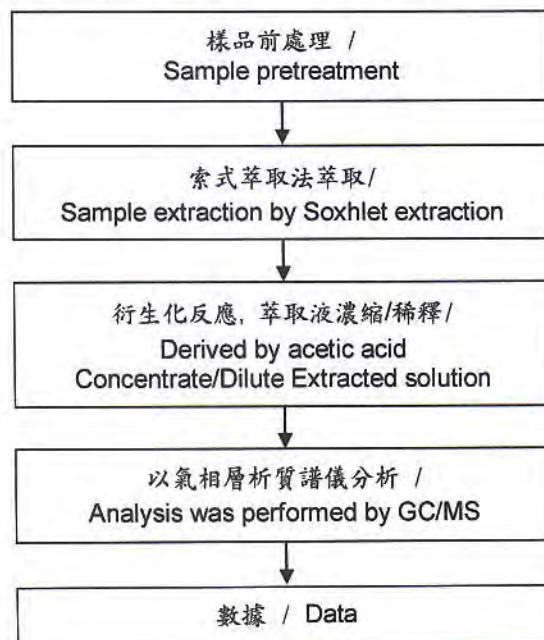 樣品前處理 /
Sample pretreatment
索式萃取法萃取/
Sample extraction by Soxhlet extraction
衍生化反應, 萃取液濃縮/稀釋/
Derived by acetic acid
Concentrate/Dilute Extracted solution
以氣相層析質譜儀分析 /
Analysis was performed by GC/MS
數據 / Data